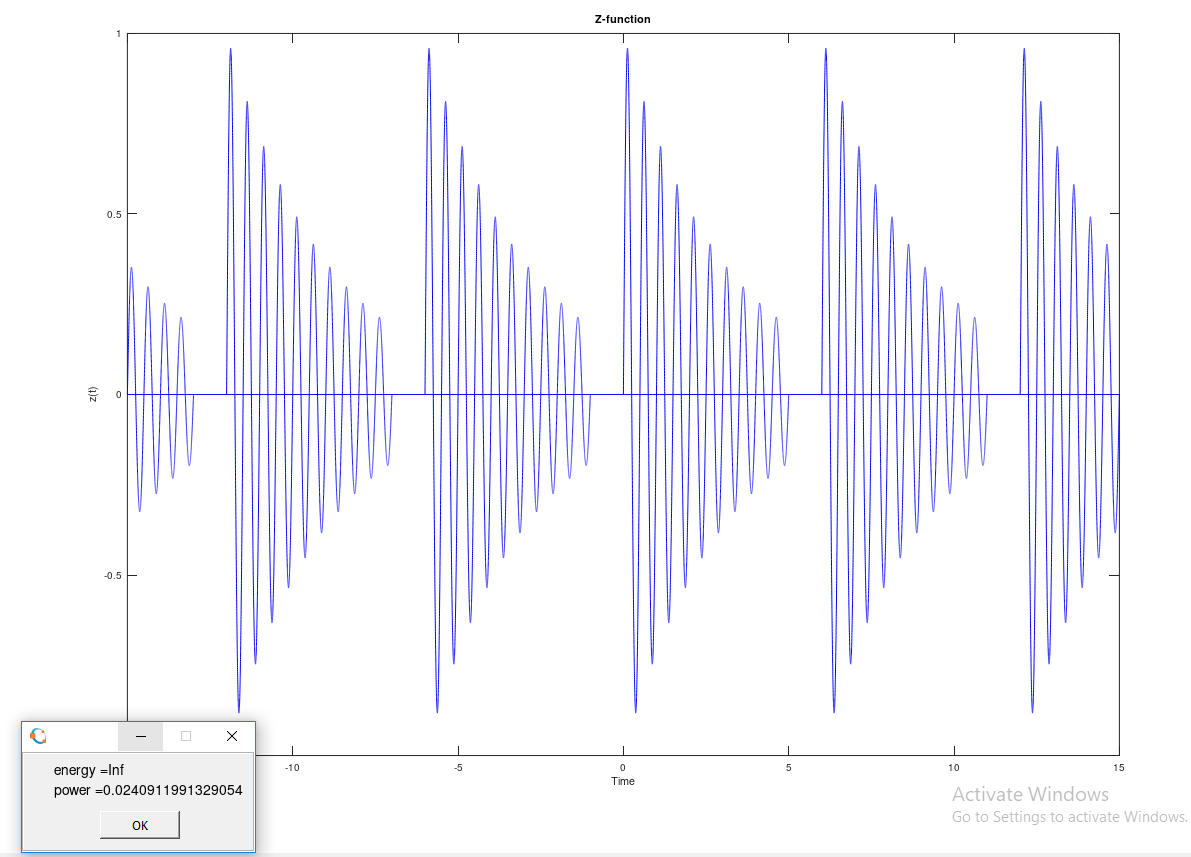 Z-function
1
0.5
0
-0.5
z(t)
-10
-5
0
5
10
15
Time
energy =Inf
power =0.0240911991329054
OK
Activate Windows
Go to Settings to activate Windows.